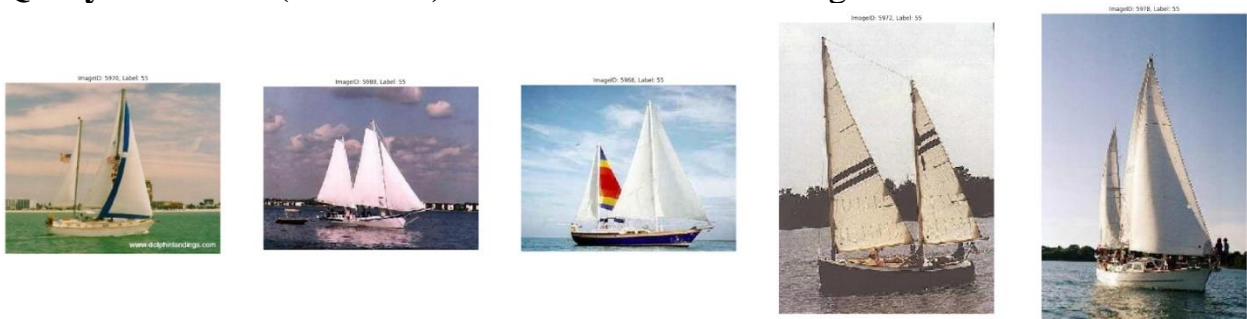 ImageID: 5970, Label: 55
ImageID: 5980, Label: 55
ImageID: 5966, Label: 55
ImageID: 5972, Label: 55
ImageID: 5978, Label: 55
www.dolphinlandings.com